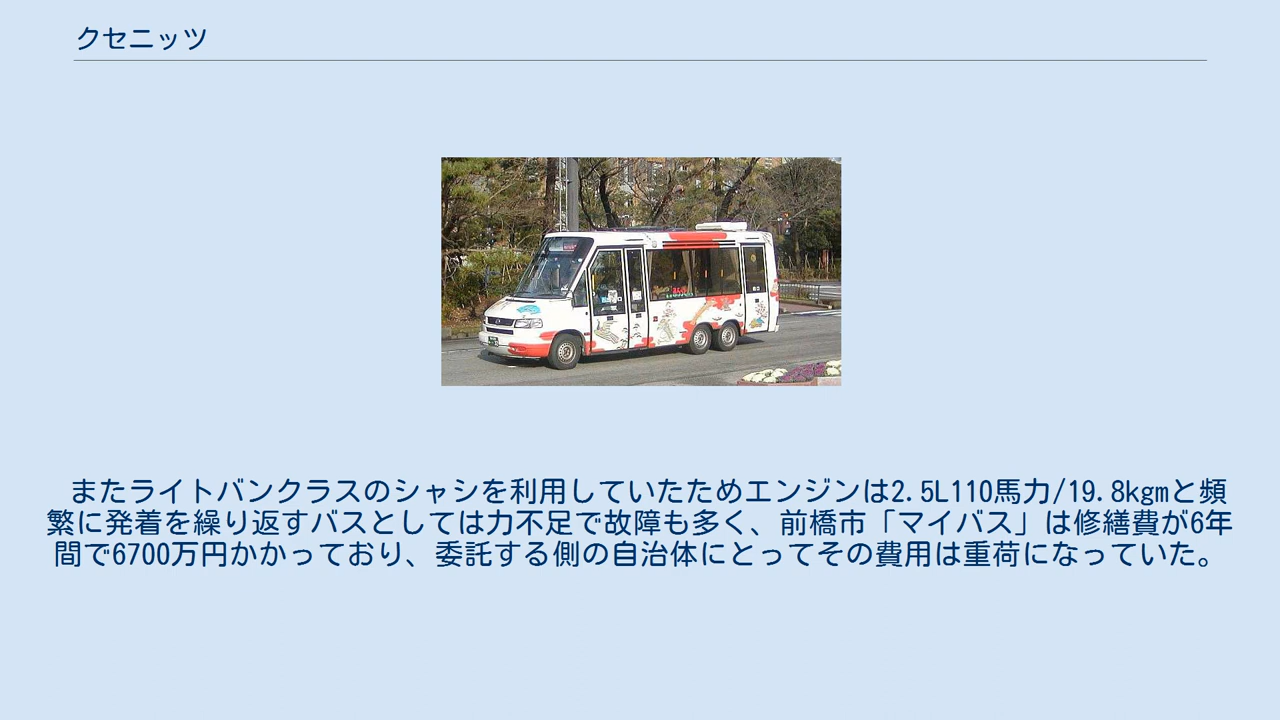 クセニッツ
またライトバンクラスのシャシを利用していたためエンジンは2.5L110馬力/19.8kgmと頻
繁に発着を繰り返すバスとしては力不足で故障も多く、前橋市「マイバス」は修繕費が6年
間で6700万円かかっており、委託する側の自治体にとってその費用は重荷になっていた。